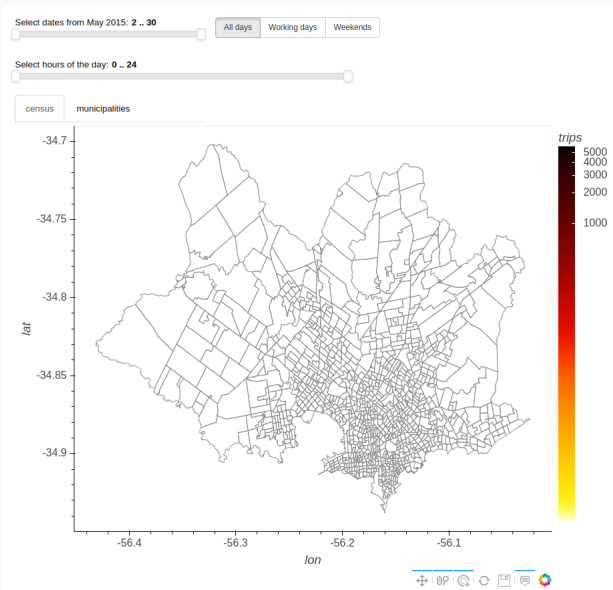 Select dates from May 2015: 2 .. 30
All days
Working days
Weekends
Select hours of the day: 0 .. 24
census
municipalities
trips
5000
4000
3000
2000
1000
-34.7
-34.75
-34.8
-34.85
-34.9
lat
-56.4
-56.3
-56.2
-56.1
lon